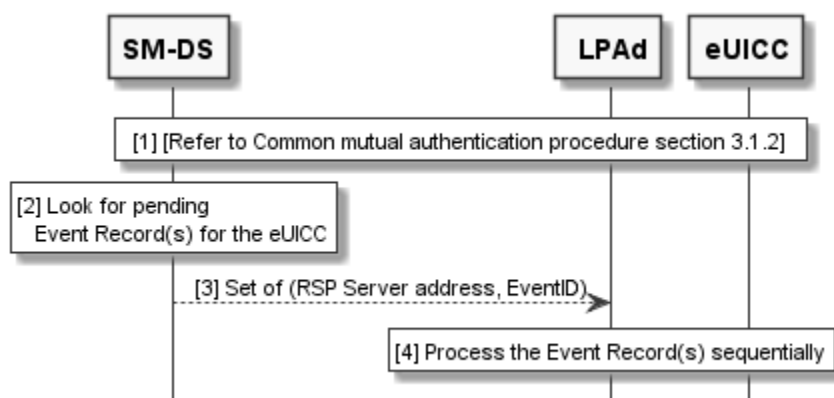 SM-DS
LPAd
eUICC
[1] [Refer to Common mutual authentication procedure section 3.1.2]
[2] Look for pending
Event Record(s) for the eUICC
[3] Set of (RSP Server address, EventID)
[4] Process the Event Record(s) sequentially